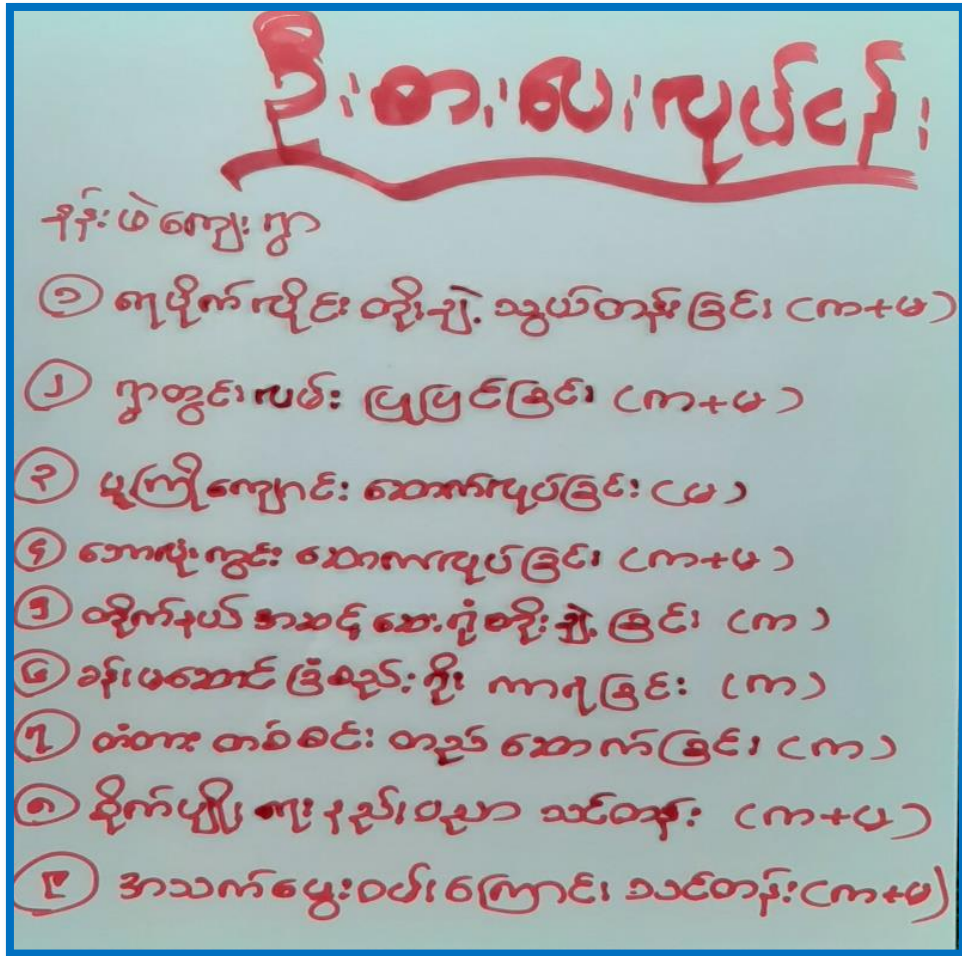 ဦးစားပေးလုပ်ငန်း
နန်းဖဲကျေးရွာ
၁ ရေပိုက်လိုင်း တိုးချဲ့ သွယ်တန်းခြင်း (က+မ)
၂ ရွာတွင်းလမ်း ပြုပြင်ခြင်း (က+မ)
၃ မူကြိုကျောင်း ဆောက်လုပ်ခြင်း (မ)
၄ ဘောလုံးကွင်း ဆောက်လုပ်ခြင်း (က+မ)
၅ တိုက်နယ် အဆင့် ဆေးရုံတိုးချဲ့ ခြင်း (က)
၆ ခန်းမဆောင် ခြံစည်းရိုး ကာရံခြင်း (က)
၇ တံတား တစ်စင်း တည် ဆောက်ခြင်း (က)
၈ စိုက်ပျိုးရေးနည်းပညာ သင်တန်း (က+မ)
၉ အသက်မွေးဝမ်းကြောင်း သင်တန်း (က+မ)